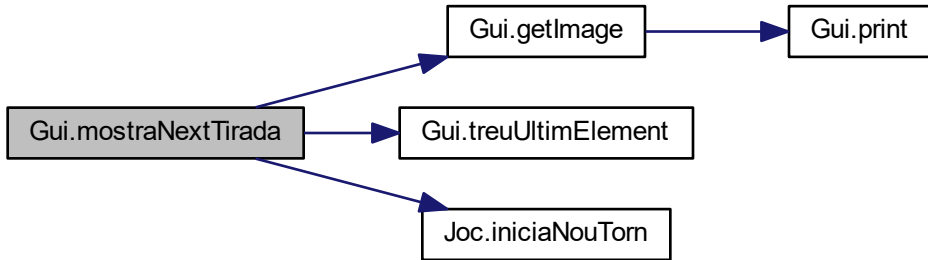 Gui.getImage
Gui.print
Gui.mostraNextTirada
Gui.treuUltimElement
Joc.iniciaNouTorn